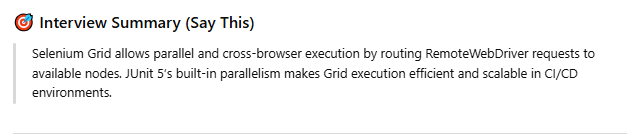 🎯 Interview Summary (Say This)
Selenium Grid allows parallel and cross-browser execution by routing RemoteWebDriver requests to
available nodes. JUnit 5's built-in parallelism makes Grid execution efficient and scalable in CI/CD
environments.